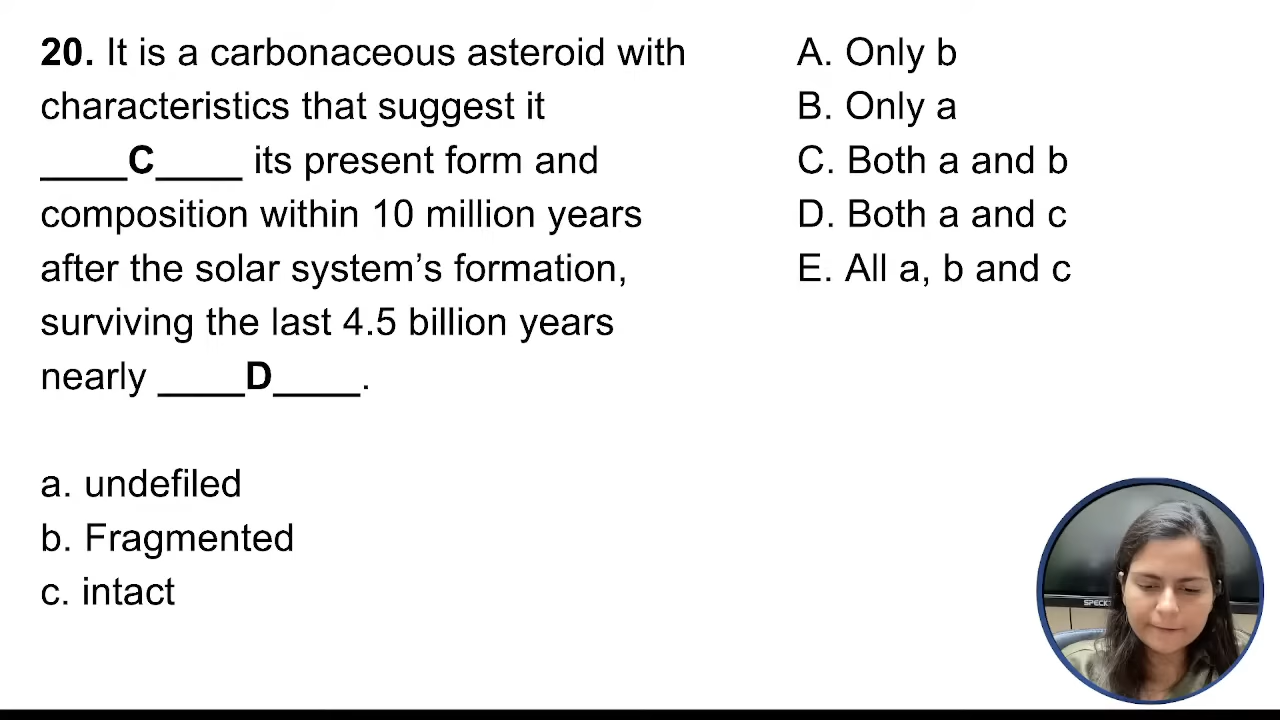 20. It is a carbonaceous asteroid with
characteristics that suggest it
____C____ its present form and
composition within 10 million years
after the solar system’s formation,
surviving the last 4.5 billion years
nearly ____D____.
a. undefiled
b. Fragmented
c. intact
A. Only b
B. Only a
C. Both a and b
D. Both a and c
E. All a, b and c